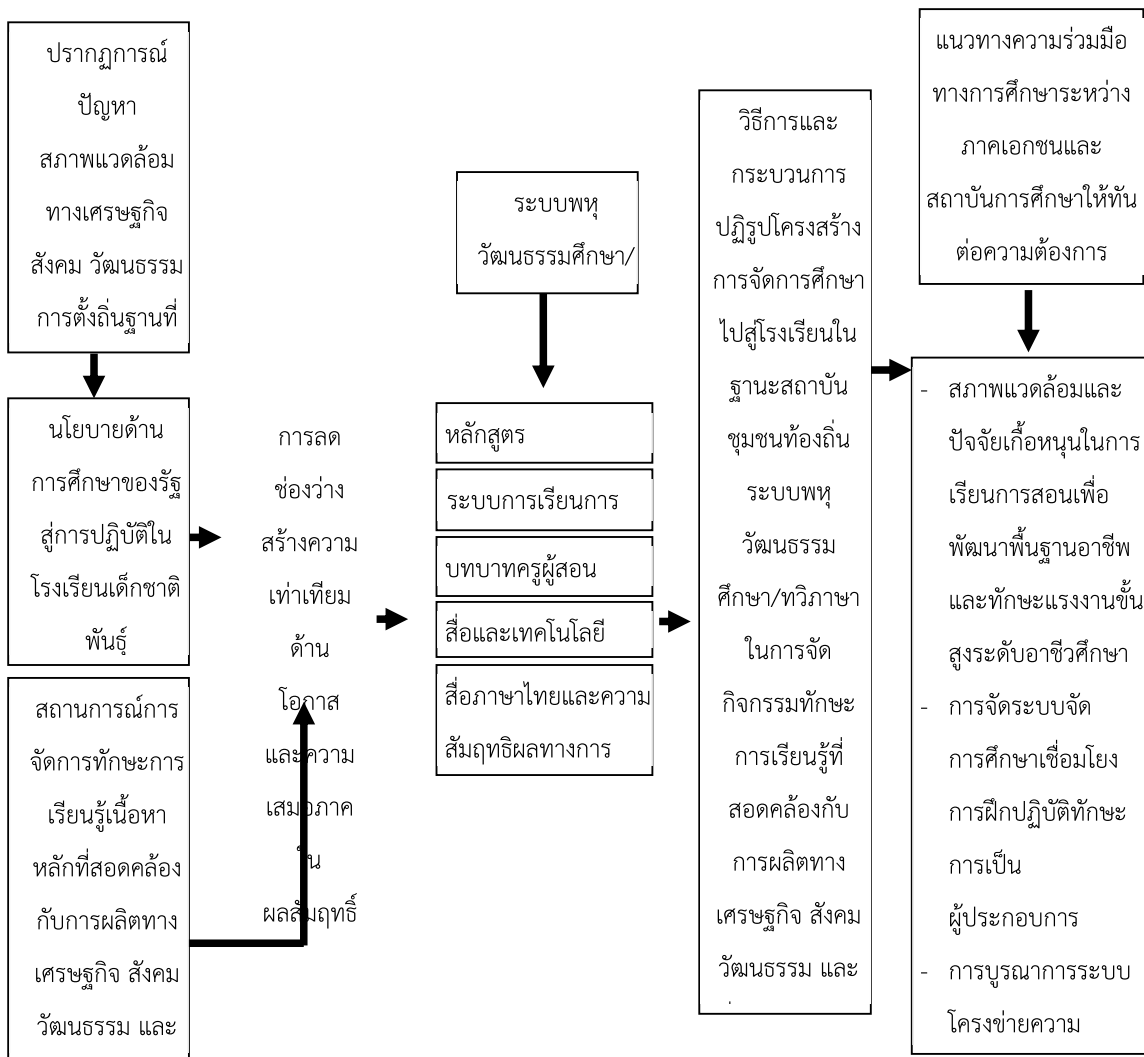 ปรากฏการณ์
ปัญหา
สภาพแวดล้อม
ทางเศรษฐกิจ
สังคม วัฒนธรรม
การตั้งถิ่นฐานที่
นโยบายด้าน
การศึกษาของรัฐ
สู่การปฏิบัติใน
โรงเรียนเด็กชาติ
พันธุ์
สถานการณ์การ
จัดการทักษะการ
เรียนรู้เนื้อหา
หลักที่สอดคล้อง
กับการผลิตทาง
เศรษฐกิจ สังคม
วัฒนธรรม และ
การลด
ช่องว่าง
สร้างความ
เท่าเทียม
ด้าน
โอกาส
และความ
เสมอภาค
ใน
ผลสัมฤทธิ์
ระบบพหุ
วัฒนธรรมศึกษา/
หลักสูตร
ระบบการเรียนการ
บทบาทครูผู้สอน
สื่อและเทคโนโลยี
สื่อภาษาไทยและความ
สัมฤทธิผลทางการ
วิธีการและ
กระบวนการ
ปฏิรูปโครงสร้าง
การจัดการศึกษา
ไปสู่โรงเรียนใน
ฐานะสถาบัน
ชุมชนท้องถิ่น
ระบบพหุ
วัฒนธรรม
ศึกษา/ทวิภาษา
ในการจัด
กิจกรรมทักษะ
การเรียนรู้ที่
สอดคล้องกับ
การผลิตทาง
เศรษฐกิจ สังคม
วัฒนธรรม และ
แนวทางความร่วมมือ
ทางการศึกษาระหว่าง
ภาคเอกชนและ
สถาบันการศึกษาให้ทัน
ต่อความต้องการ
- สภาพแวดล้อมและ
ปัจจัยเกื้อหนุนในการ
เรียนการสอนเพื่อ
พัฒนาพื้นฐานอาชีพ
และทักษะแรงงานขั้น
สูงระดับอาชีวศึกษา
- การจัดระบบจัด
การศึกษาเชื่อมโยง
การฝึกปฏิบัติทักษะ
การเป็น
ผู้ประกอบการ
- การบูรณาการระบบ
โครงข่ายความ